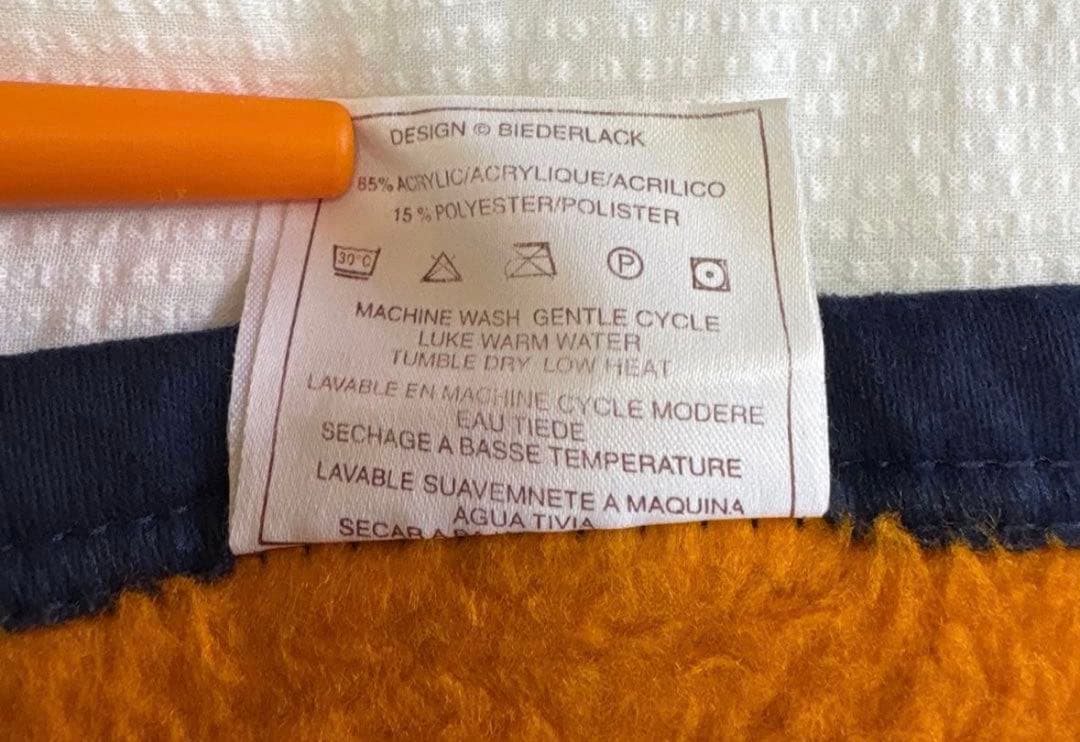 DESIGN © BIEDERLACK
85% ACRYLIC/ACRYLIQUE/ACRILICO
15% POLYESTER/POLISTER
30°C P
MACHINE WASH GENTLE CYCLE
LUKE WARM WATER
TUMBLE DRY LOW HEAT
LAVABLE EN MACHINE CYCLE MODERE
EAU TIEDE
SECHAGE A BASSE TEMPERATURE
LAVABLE SUAVEMNETE A MAQUINA
AGUA TIVIA
SECAR A